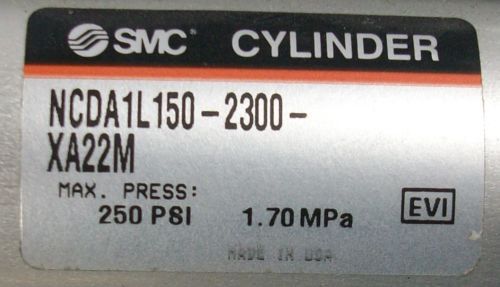 SMC CYLINDER
NCDA1L150-2300-
XA22M
MAX. PRESS:
250 PSI 1.70 MPa EVI
MADE IN USA